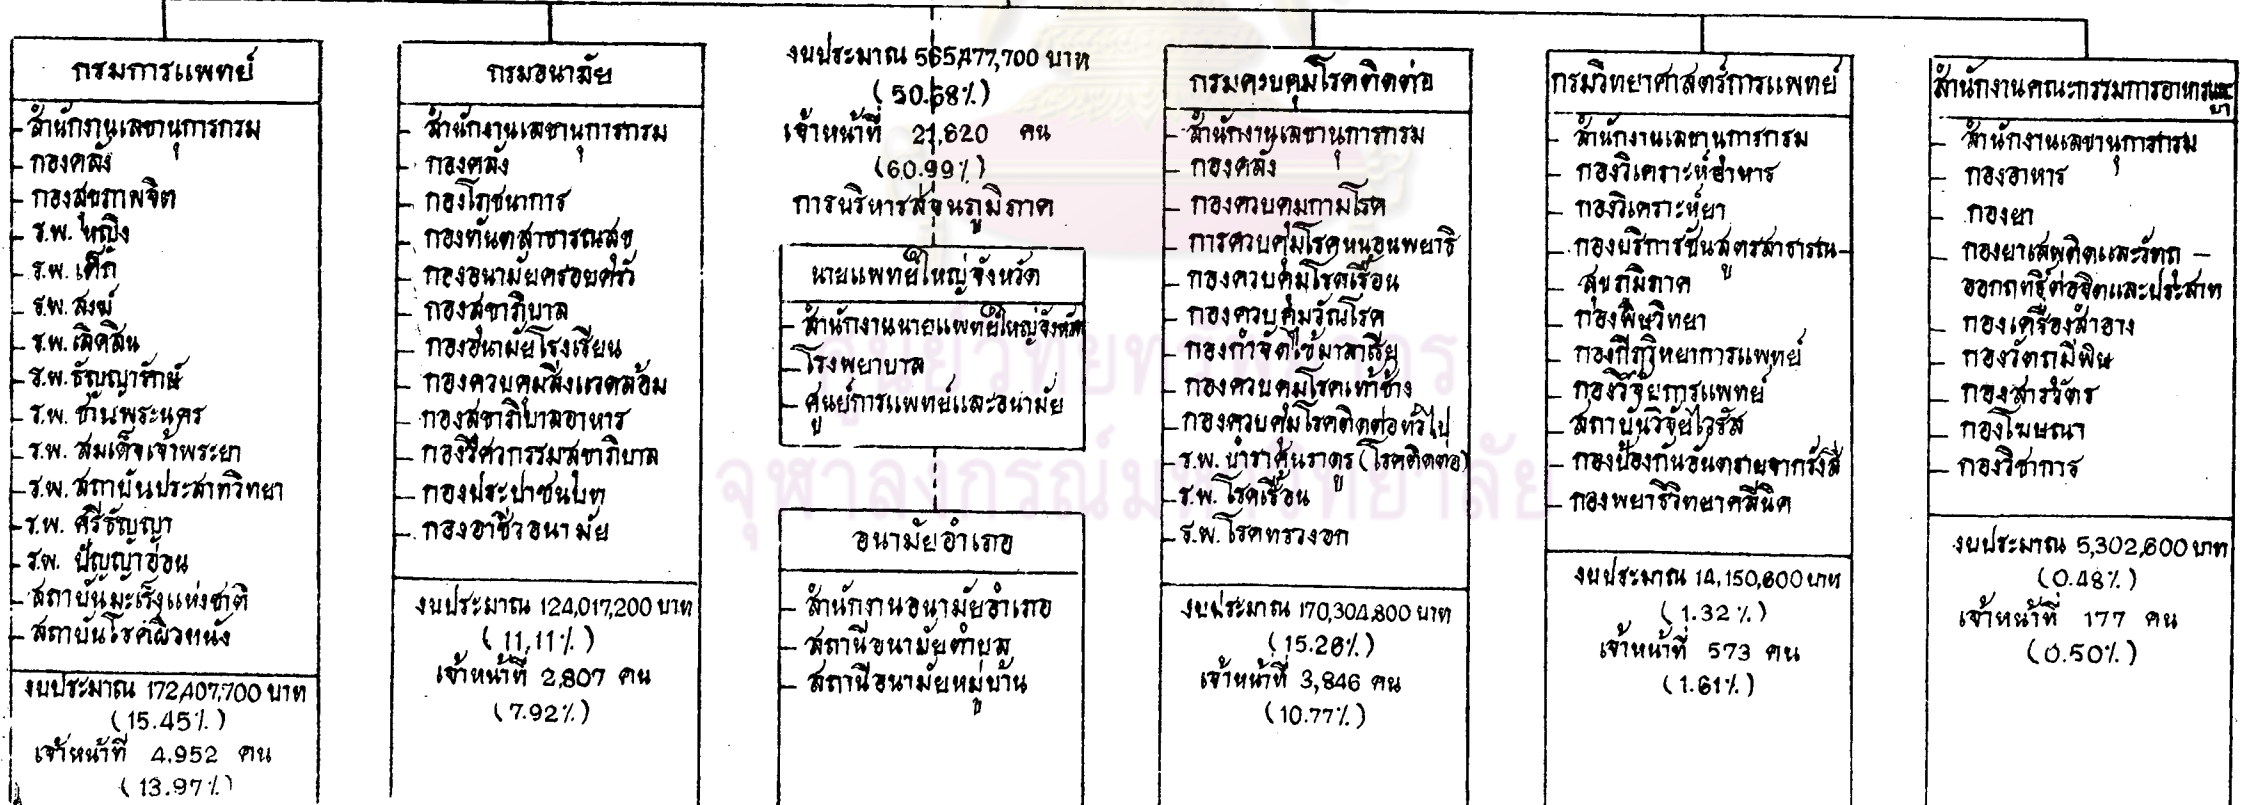 กรมการแพทย์
- สำนักงานเลขานุการกรม
- กองคลัง
- กองสุขภาพจิต
- ร.พ. หญิง
- ร.พ. เด็ก
- ร.พ. สงฆ์
- ร.พ. เลิดสิน
- ร.พ. ธัญญารักษ์
- ร.พ. ชานพระนคร
- ร.พ. สมเด็จเจ้าพระยา
- ร.พ. สถาบันประสาทวิทยา
- ร.พ. ศรีธัญญา
- ร.พ. ปัญญาอ่อน
- สถาบันมะเร็งแห่งชาติ
- สถาบันโรคผิวหนัง
งบประมาณ 172,407,700 บาท
(15.45%)
เจ้าหน้าที่ 4,952 คน
(13.97%)
กรมอนามัย
- สำนักงานเลขานุการกรม
- กองคลัง
- กองโภชนาการ
- กองทันตสาธารณสุข
- กองอนามัยครอบครัว
- กองสุขาภิบาล
- กองอนามัยโรงเรียน
- กองควบคุมสิ่งแวดล้อม
- กองสุขาภิบาลอาหาร
- กองวิศวกรรมสุขาภิบาล
- กองประปาชนบท
- กองอาชีวอนามัย
งบประมาณ 124,017,200 บาท
(11.11%)
เจ้าหน้าที่ 2,807 คน
(7.92%)
งบประมาณ 565,477,700 บาท
(50.68%)
เจ้าหน้าที่ 21,620 คน
(60.99%)
การบริหารส่วนภูมิภาค
นายแพทย์ใหญ่จังหวัด
- สำนักงานนายแพทย์ใหญ่จังหวัด
- โรงพยาบาล
- ศูนย์การแพทย์และอนามัย
อนามัยอำเภอ
- สำนักงานอนามัยอำเภอ
- สถานีอนามัยตำบล
- สถานีอนามัยหมู่บ้าน
กรมควบคุมโรคติดต่อ
- สำนักงานเลขานุการกรม
- กองคลัง
- กองควบคุมกามโรค
- การควบคุมโรคหนอนพยาธิ
- กองควบคุมโรคเรื้อน
- กองควบคุมวัณโรค
- กองกำจัดไข้มาลาเรีย
- กองควบคุมโรคเท้าช้าง
- กองควบคุมโรคติดต่อทั่วไป
- ร.พ. บำราศนราดูร (โรคติดต่อ)
- ร.พ. โรคเรื้อน
- ร.พ. โรคทรวงอก
งบประมาณ 170,304,800 บาท
(15.26%)
เจ้าหน้าที่ 3,846 คน
(10.77%)
กรมวิทยาศาสตร์การแพทย์
- สำนักงานเลขานุการกรม
- กองวิเคราะห์อาหาร
- กองวิเคราะห์ยา
- กองบริการชันสูตรสาธารณ-
สุขภูมิภาค
- กองพิษวิทยา
- กองกีฏวิทยาการแพทย์
- กองวิจัยการแพทย์
- สถาบันวิจัยไวรัส
- กองป้องกันอันตรายจากรังสี
- กองพยาธิวิทยาคลีนิค
งบประมาณ 14,150,600 บาท
(1.32%)
เจ้าหน้าที่ 573 คน
(1.61%)
สำนักงานคณะกรรมการอาหารและ
ยา
- สำนักงานเลขานุการกรม
- กองอาหาร
- กองยา
- กองยาเสพติดและวัตถุ -
ออกฤทธิ์ต่อจิตและประสาท
- กองเครื่องสำอาง
- กองวัตถุมีพิษ
- กองสารวัตร
- กองโฆษณา
- กองวิชาการ
งบประมาณ 5,302,600 บาท
(0.48%)
เจ้าหน้าที่ 177 คน
(0.50%)
ศูนย์วิทยทรัพยากร
จุฬาลงกรณ์มหาวิทยาลัย